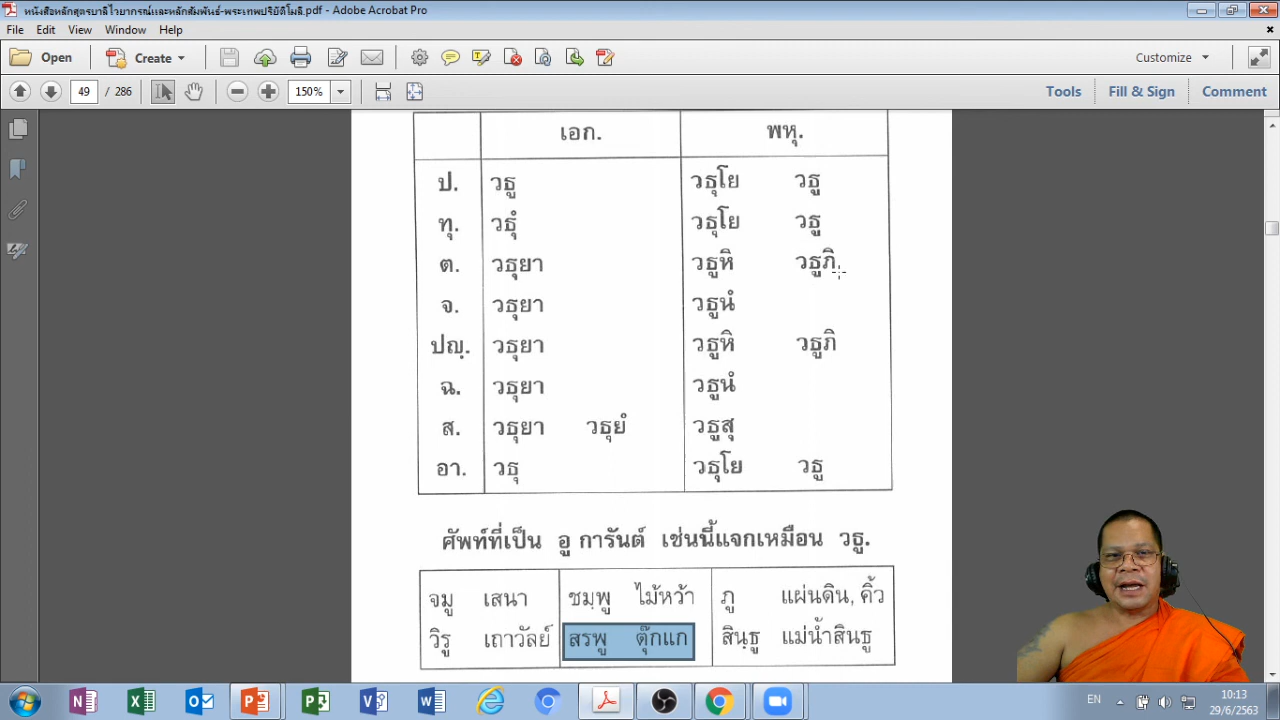 หนังสือหลักสูตรบาลีไวยากรณ์และหลักสัมพันธ์-พระเทพปริยัติโมลี.pdf - Adobe Acrobat Pro
File Edit View Window Help
Open Create Customize
49 / 286 150% Tools Fill & Sign Comment
เอก. พหุ.
ป. วธู วธุโย วธู
ทุ. วธุํ วธุโย วธู
ต. วธุยา วธูหิ วธูภิ
จ. วธุยา วธูนํ
ปญฺ. วธุยา วธูหิ วธูภิ
ฉ. วธุยา วธูนํ
ส. วธุยา วธุยํ วธูสุ
อา. วธุ วธุโย วธู
ศัพท์ที่เป็น อู การันต์ เช่นนี้แจกเหมือน วธู.
จมู เสนา ชมฺพู ไม้หว้า ภู แผ่นดิน, คิ้ว
วิรู เถาวัลย์ สรพู ตุ๊กแก สินฺธู แม่น้ำสินธู
EN 10:13
29/6/2563